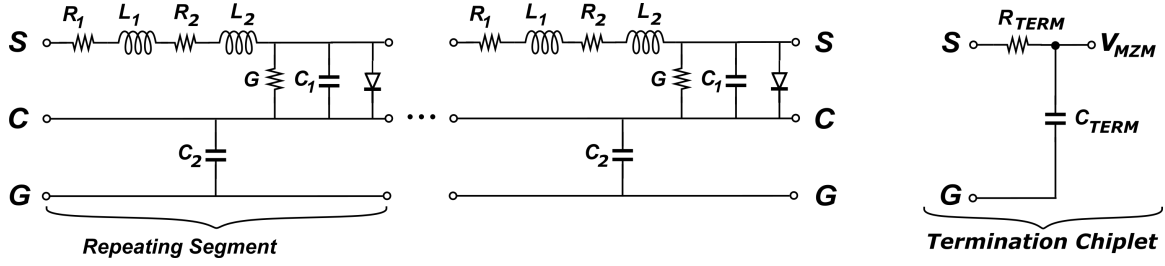 R1 L1 R2 L2
R1 L1 R2 L2
RTERM
S
S
S
VMZM
G C1
G C1
C
C
CTERM
C2
C2
G
G
G
Repeating Segment
Termination Chiplet